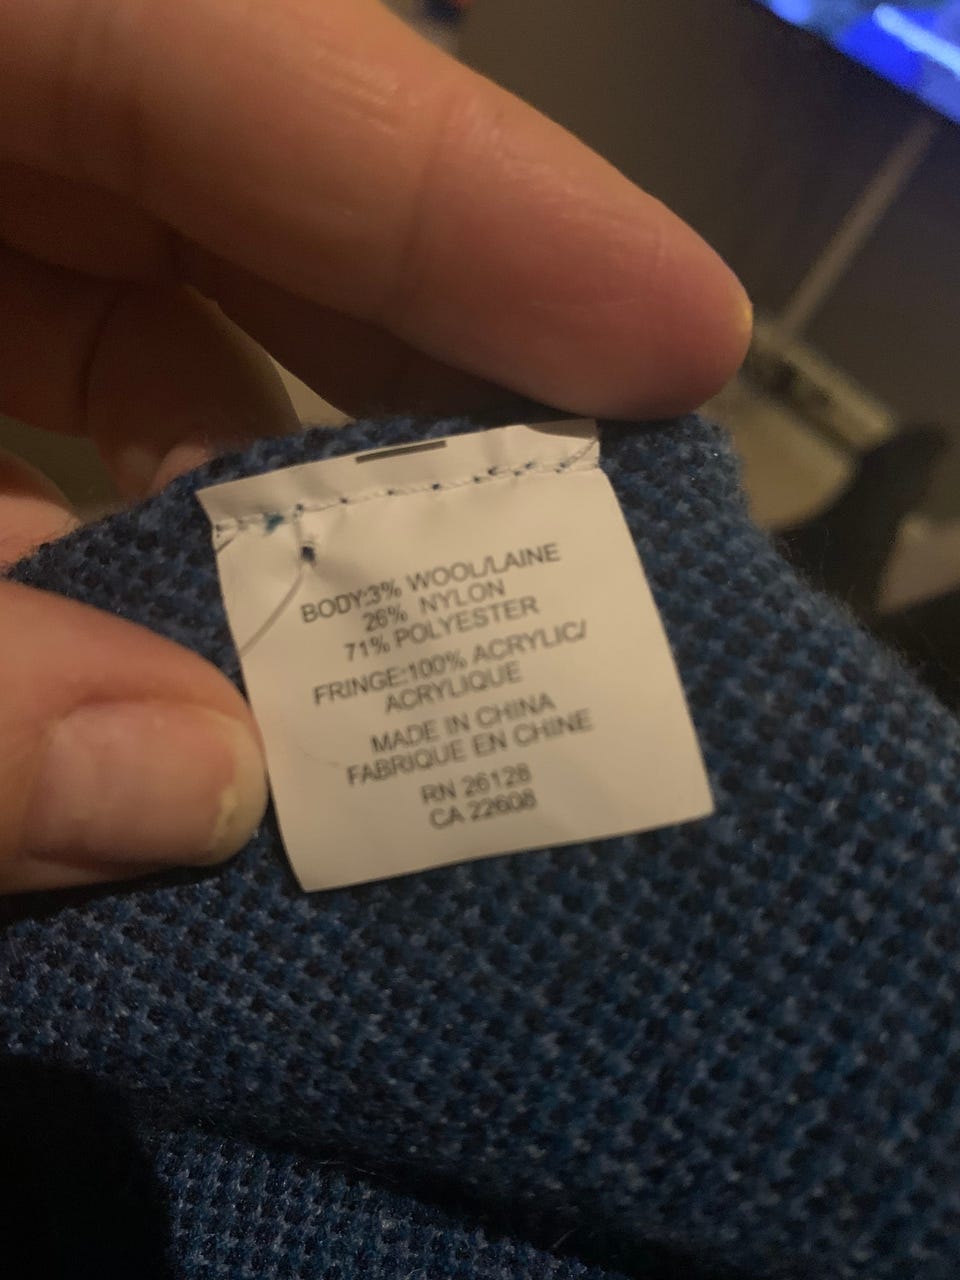 BODY:3% WOOL/LAINE
26% NYLON
71% POLYESTER
FRINGE:100% ACRYLIC/
ACRYLIQUE
MADE IN CHINA
FABRIQUE EN CHINE
RN 26128
CA 22608